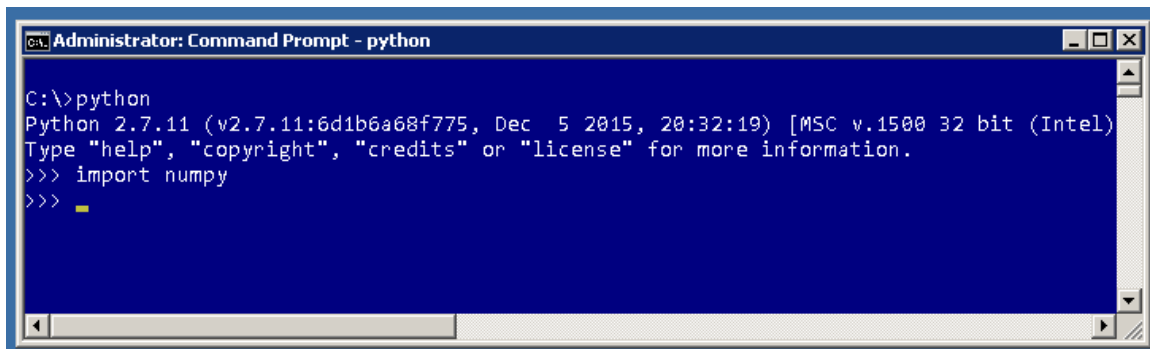 Administrator: Command Prompt - python
C:\>python
Python 2.7.11 (v2.7.11:6d1b6a68f775, Dec  5 2015, 20:32:19) [MSC v.1500 32 bit (Intel)
Type "help", "copyright", "credits" or "license" for more information.
>>> import numpy
>>>